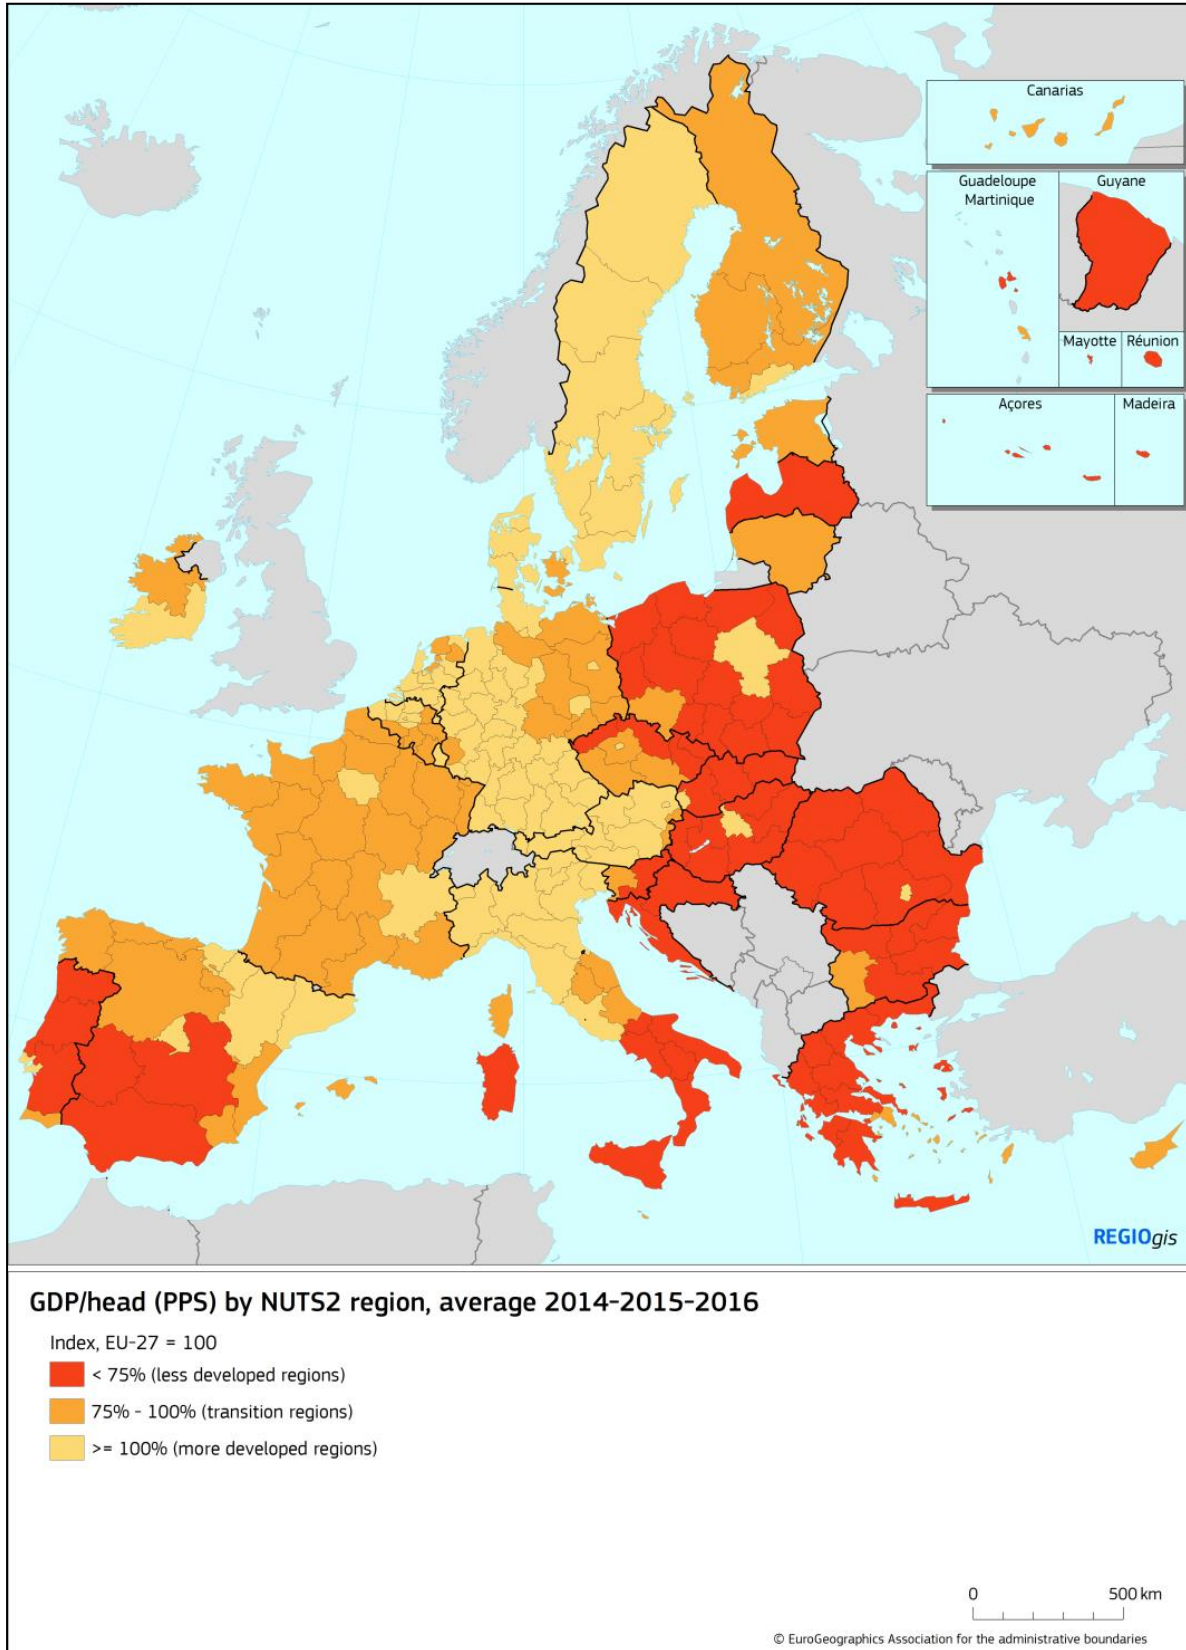 Canarias
Guadeloupe
Martinique
Guyane
Mayotte
Réunion
Açores
Madeira
REGIOgis
GDP/head (PPS) by NUTS2 region, average 2014-2015-2016
Index, EU-27 = 100
< 75% (less developed regions)
75% - 100% (transition regions)
>= 100% (more developed regions)
0 500 km
© EuroGeographics Association for the administrative boundaries